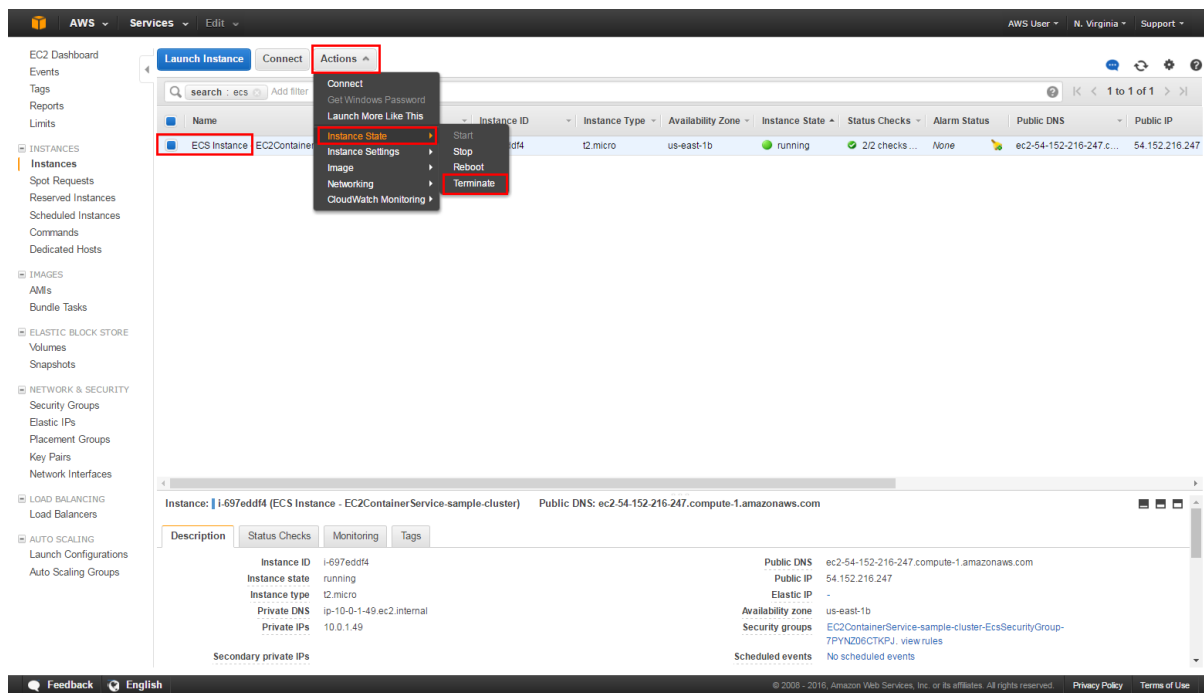 AWS Services Edit AWS User N. Virginia Support
EC2 Dashboard
Events
Tags
Reports
Limits
INSTANCES
Instances
Spot Requests
Reserved Instances
Scheduled Instances
Commands
Dedicated Hosts
IMAGES
AMIs
Bundle Tasks
ELASTIC BLOCK STORE
Volumes
Snapshots
NETWORK & SECURITY
Security Groups
Elastic IPs
Placement Groups
Key Pairs
Network Interfaces
LOAD BALANCING
Load Balancers
AUTO SCALING
Launch Configurations
Auto Scaling Groups
Launch Instance Connect Actions
search : ecs Add filter 1 to 1 of 1
Name Instance ID Instance Type Availability Zone Instance State Status Checks Alarm Status Public DNS Public IP
ECS Instance EC2Container ddf4 t2.micro us-east-1b running 2/2 checks ... None ec2-54-152-216-247.c... 54.152.216.247
Connect
Get Windows Password
Launch More Like This
Instance State
Instance Settings
Image
Networking
CloudWatch Monitoring
Start
Stop
Reboot
Terminate
Instance: i-697eddf4 (ECS Instance - EC2ContainerService-sample-cluster) Public DNS: ec2-54-152-216-247.compute-1.amazonaws.com
Description Status Checks Monitoring Tags
Instance ID i-697eddf4
Instance state running
Instance type t2.micro
Private DNS ip-10-0-1-49.ec2.internal
Private IPs 10.0.1.49
Secondary private IPs
Public DNS ec2-54-152-216-247.compute-1.amazonaws.com
Public IP 54.152.216.247
Elastic IP -
Availability zone us-east-1b
Security groups EC2ContainerService-sample-cluster-EcsSecurityGroup-
7PYNZ06CTKPJ. view rules
Scheduled events No scheduled events
Feedback English © 2008 - 2016, Amazon Web Services, Inc. or its affiliates. All rights reserved. Privacy Policy Terms of Use